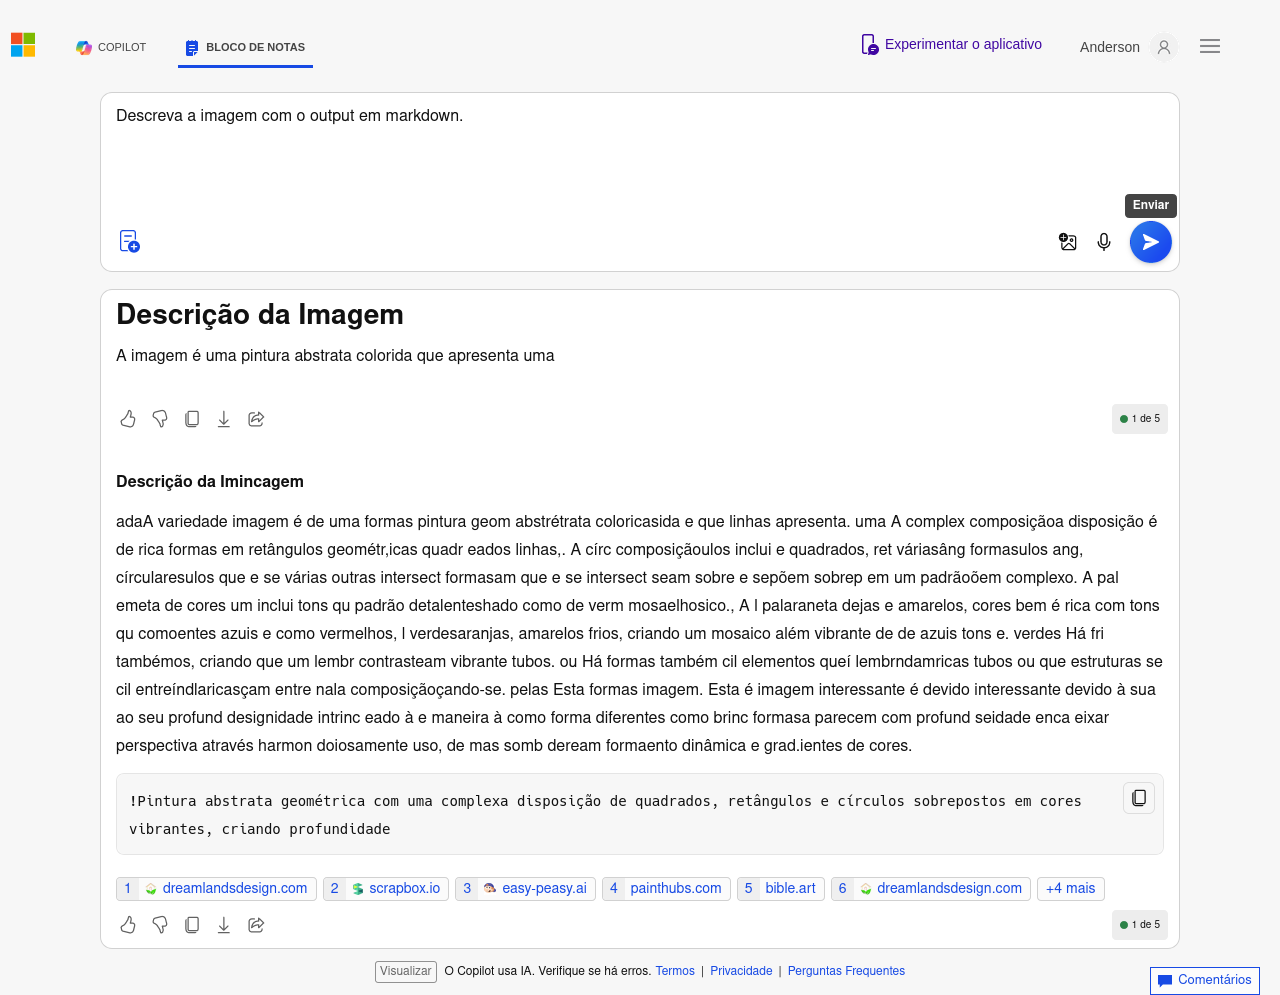 COPILOT
BLOCO DE NOTAS
Experimentar o aplicativo
Anderson
Descreva a imagem com o output em markdown.
Enviar
Descrição da Imagem
A imagem é uma pintura abstrata colorida que apresenta uma
1 de 5
Descrição da Imincagem
adaA variedade imagem é de uma formas pintura geom abstrétrata coloricasida e que linhas apresenta. uma A complex composiçãoa disposição é
de rica formas em retângulos geométr,icas quadr eados linhas,. A círc composiçãoulos inclui e quadrados, ret váriasâng formasulos ang,
círcularesulos que e se várias outras intersect formasam que e se intersect seam sobre e sepõem sobrep em um padrãoõem complexo. A pal
emeta de cores um inclui tons qu padrão detalenteshado como de verm mosaelhosico., A l palaraneta dejas e amarelos, cores bem é rica com tons
qu comoentes azuis e como vermelhos, l verdesaranjas, amarelos frios, criando um mosaico além vibrante de de azuis tons e. verdes Há fri
tambémos, criando que um lembr contrasteam vibrante tubos. ou Há formas também cil elementos queí lembrndamricas tubos ou que estruturas se
cil entreíndlaricasçam entre nala composiçãoçando-se. pelas Esta formas imagem. Esta é imagem interessante é devido interessante devido à sua
ao seu profund designidade intrinc eado à e maneira à como forma diferentes como brinc formasa parecem com profund seidade enca eixar
perspectiva através harmon doiosamente uso, de mas somb deream formaento dinâmica e grad.ientes de cores.
!Pintura abstrata geométrica com uma complexa disposição de quadrados, retângulos e círculos sobrepostos em cores
vibrantes, criando profundidade
1 dreamlandsdesign.com 2 scrapbox.io 3 easy-peasy.ai 4 painthubs.com 5 bible.art 6 dreamlandsdesign.com +4 mais
1 de 5
Visualizar O Copilot usa IA. Verifique se há erros. Termos | Privacidade | Perguntas Frequentes
Comentários